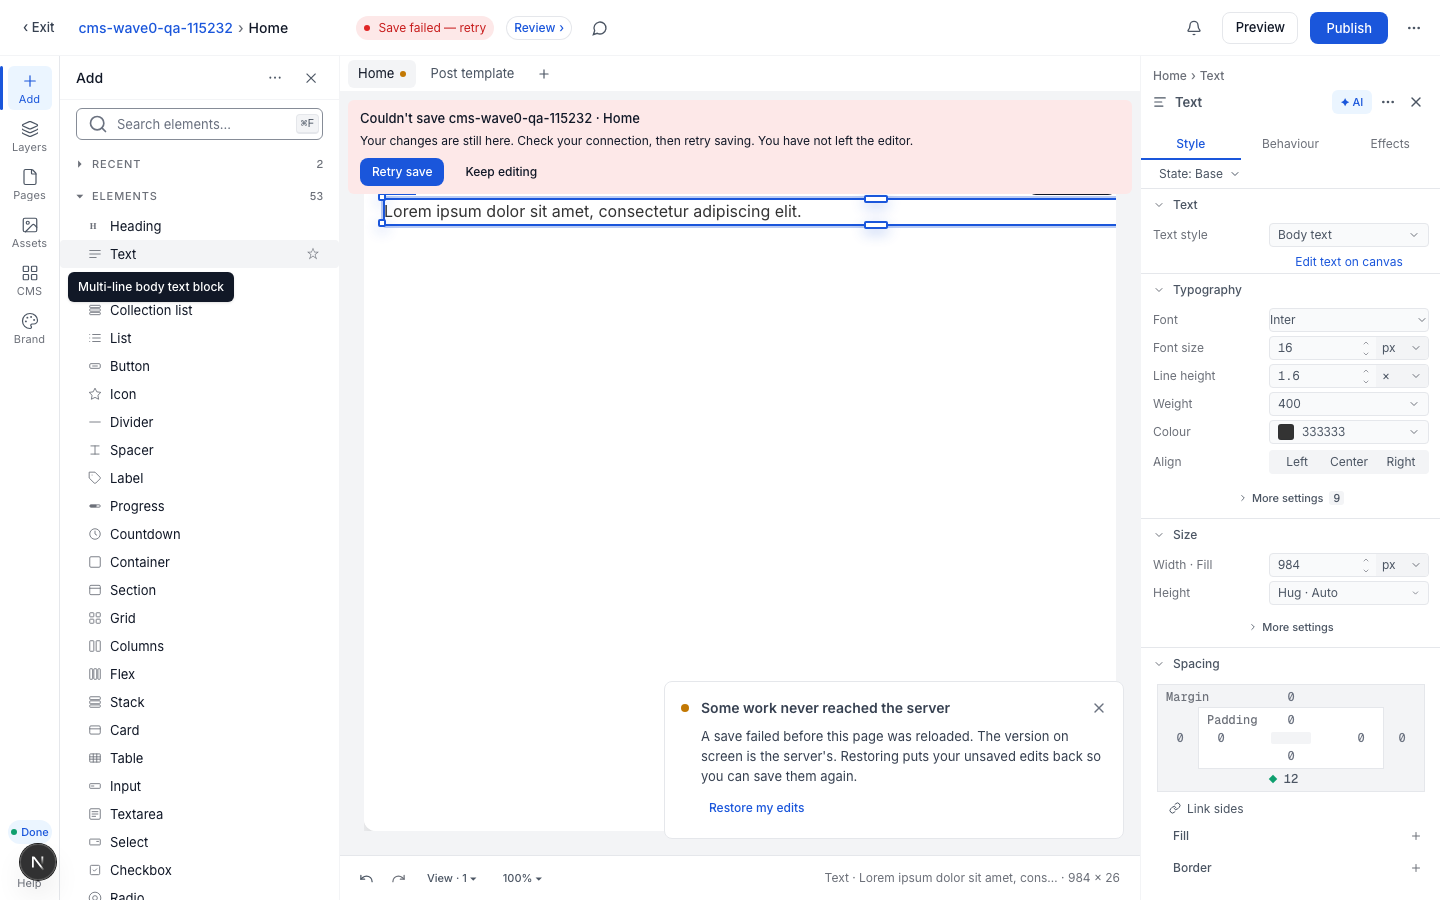 ‹ Exit
cms-wave0-qa-115232 › Home
Save failed — retry
Review ›
Preview
Publish
Add
Layers
Pages
Assets
CMS
Brand
Done
N
Help
Add
Search elements...
⌘F
RECENT 2
ELEMENTS 53
Heading
Text
Multi-line body text block
Collection list
List
Button
Icon
Divider
Spacer
Label
Progress
Countdown
Container
Section
Grid
Columns
Flex
Stack
Card
Table
Input
Textarea
Select
Checkbox
Radio
Home
Post template
Couldn't save cms-wave0-qa-115232 · Home
Your changes are still here. Check your connection, then retry saving. You have not left the editor.
Retry save
Keep editing
Lorem ipsum dolor sit amet, consectetur adipiscing elit.
Some work never reached the server
A save failed before this page was reloaded. The version on
screen is the server's. Restoring puts your unsaved edits back so
you can save them again.
Restore my edits
View · 1
100%
Text · Lorem ipsum dolor sit amet, cons... · 984 × 26
Home › Text
Text
AI
Style
Behaviour
Effects
State: Base
Text
Text style Body text
Edit text on canvas
Typography
Font Inter
Font size 16 px
Line height 1.6 ×
Weight 400
Colour 333333
Align Left Center Right
More settings 9
Size
Width · Fill 984 px
Height Hug · Auto
More settings
Spacing
Margin 0
Padding 0
0 0 0 0
0
12
Link sides
Fill
Border